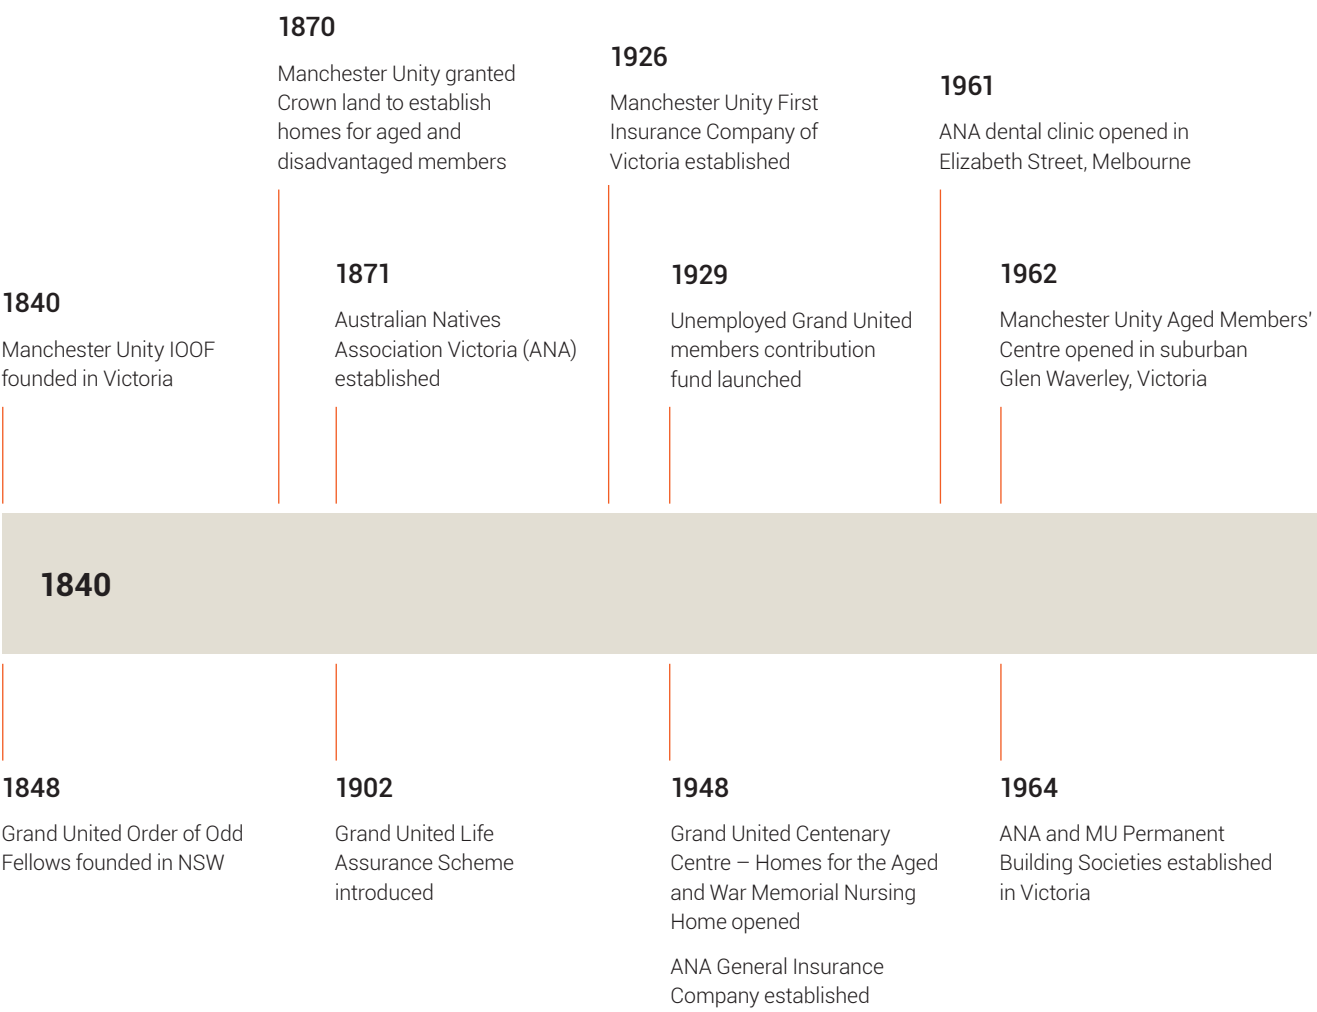 1870
Manchester Unity granted
Crown land to establish
homes for aged and
disadvantaged members
1926
Manchester Unity First
Insurance Company of
Victoria established
1961
ANA dental clinic opened in
Elizabeth Street, Melbourne
1840
Manchester Unity IOOF
founded in Victoria
1871
Australian Natives
Association Victoria (ANA)
established
1929
Unemployed Grand United
members contribution
fund launched
1962
Manchester Unity Aged Members’
Centre opened in suburban
Glen Waverley, Victoria
1840
1848
Grand United Order of Odd
Fellows founded in NSW
1902
Grand United Life
Assurance Scheme
introduced
1948
Grand United Centenary
Centre – Homes for the Aged
and War Memorial Nursing
Home opened
ANA General Insurance
Company established
1964
ANA and MU Permanent
Building Societies established
in Victoria